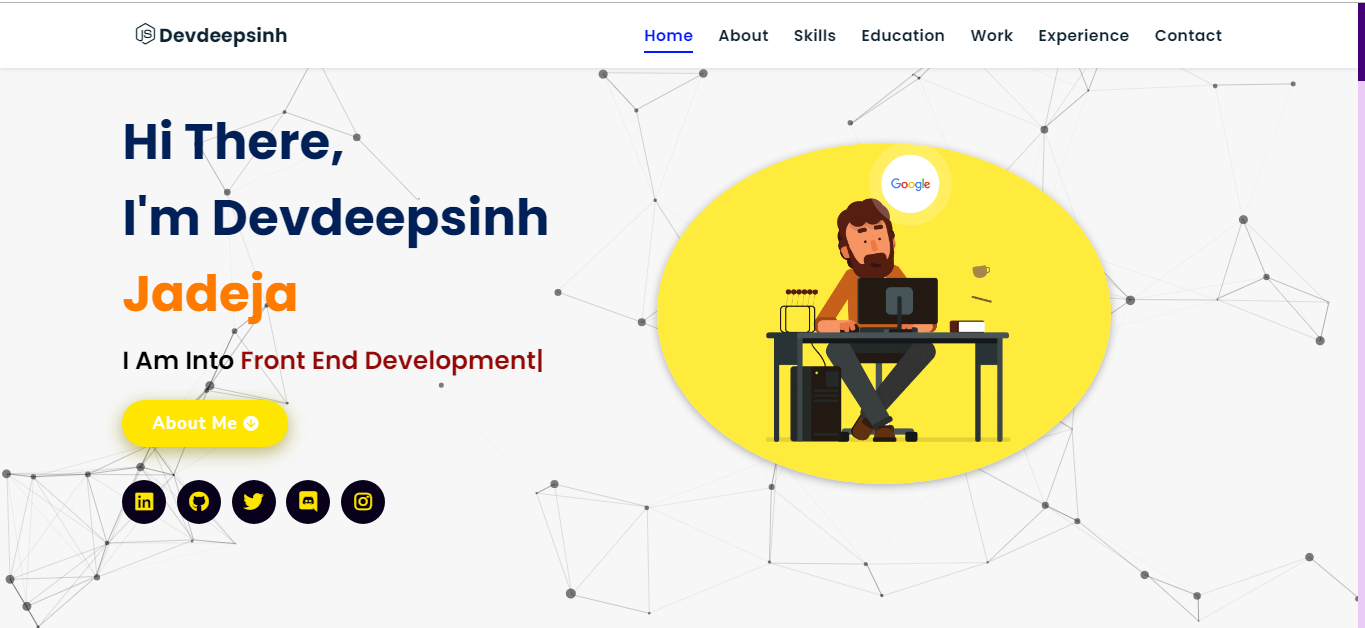 Devdeepsinh
Home About Skills Education Work Experience Contact
Hi There,
I'm Devdeepsinh
Jadeja
I Am Into Front End Development|
About Me
Google